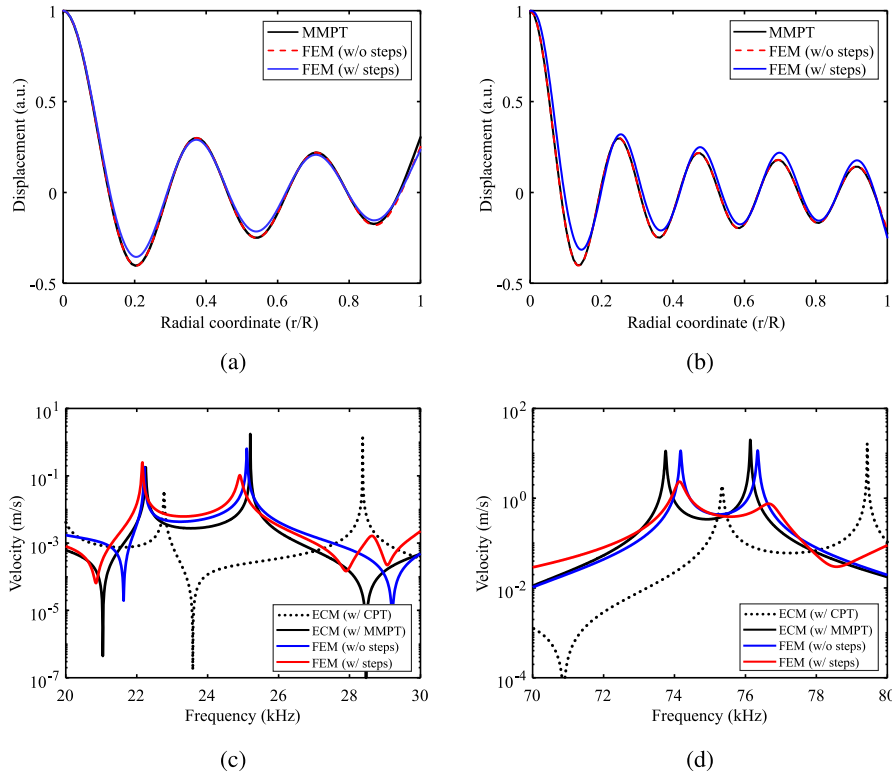 1
0.5
0
-0.5
Displacement (a.u.)
MMPT
FEM (w/o steps)
FEM (w/ steps)
0 0.2 0.4 0.6 0.8 1
Radial coordinate (r/R)
(a)
1
0.5
0
-0.5
Displacement (a.u.)
MMPT
FEM (w/o steps)
FEM (w/ steps)
0 0.2 0.4 0.6 0.8 1
Radial coordinate (r/R)
(b)
10^1
10^-1
10^-3
10^-5
10^-7
Velocity (m/s)
ECM (w/ CPT)
ECM (w/ MMPT)
FEM (w/o steps)
FEM (w/ steps)
20 22 24 26 28 30
Frequency (kHz)
(c)
10^2
10^0
10^-2
10^-4
Velocity (m/s)
ECM (w/ CPT)
ECM (w/ MMPT)
FEM (w/o steps)
FEM (w/ steps)
70 72 74 76 78 80
Frequency (kHz)
(d)